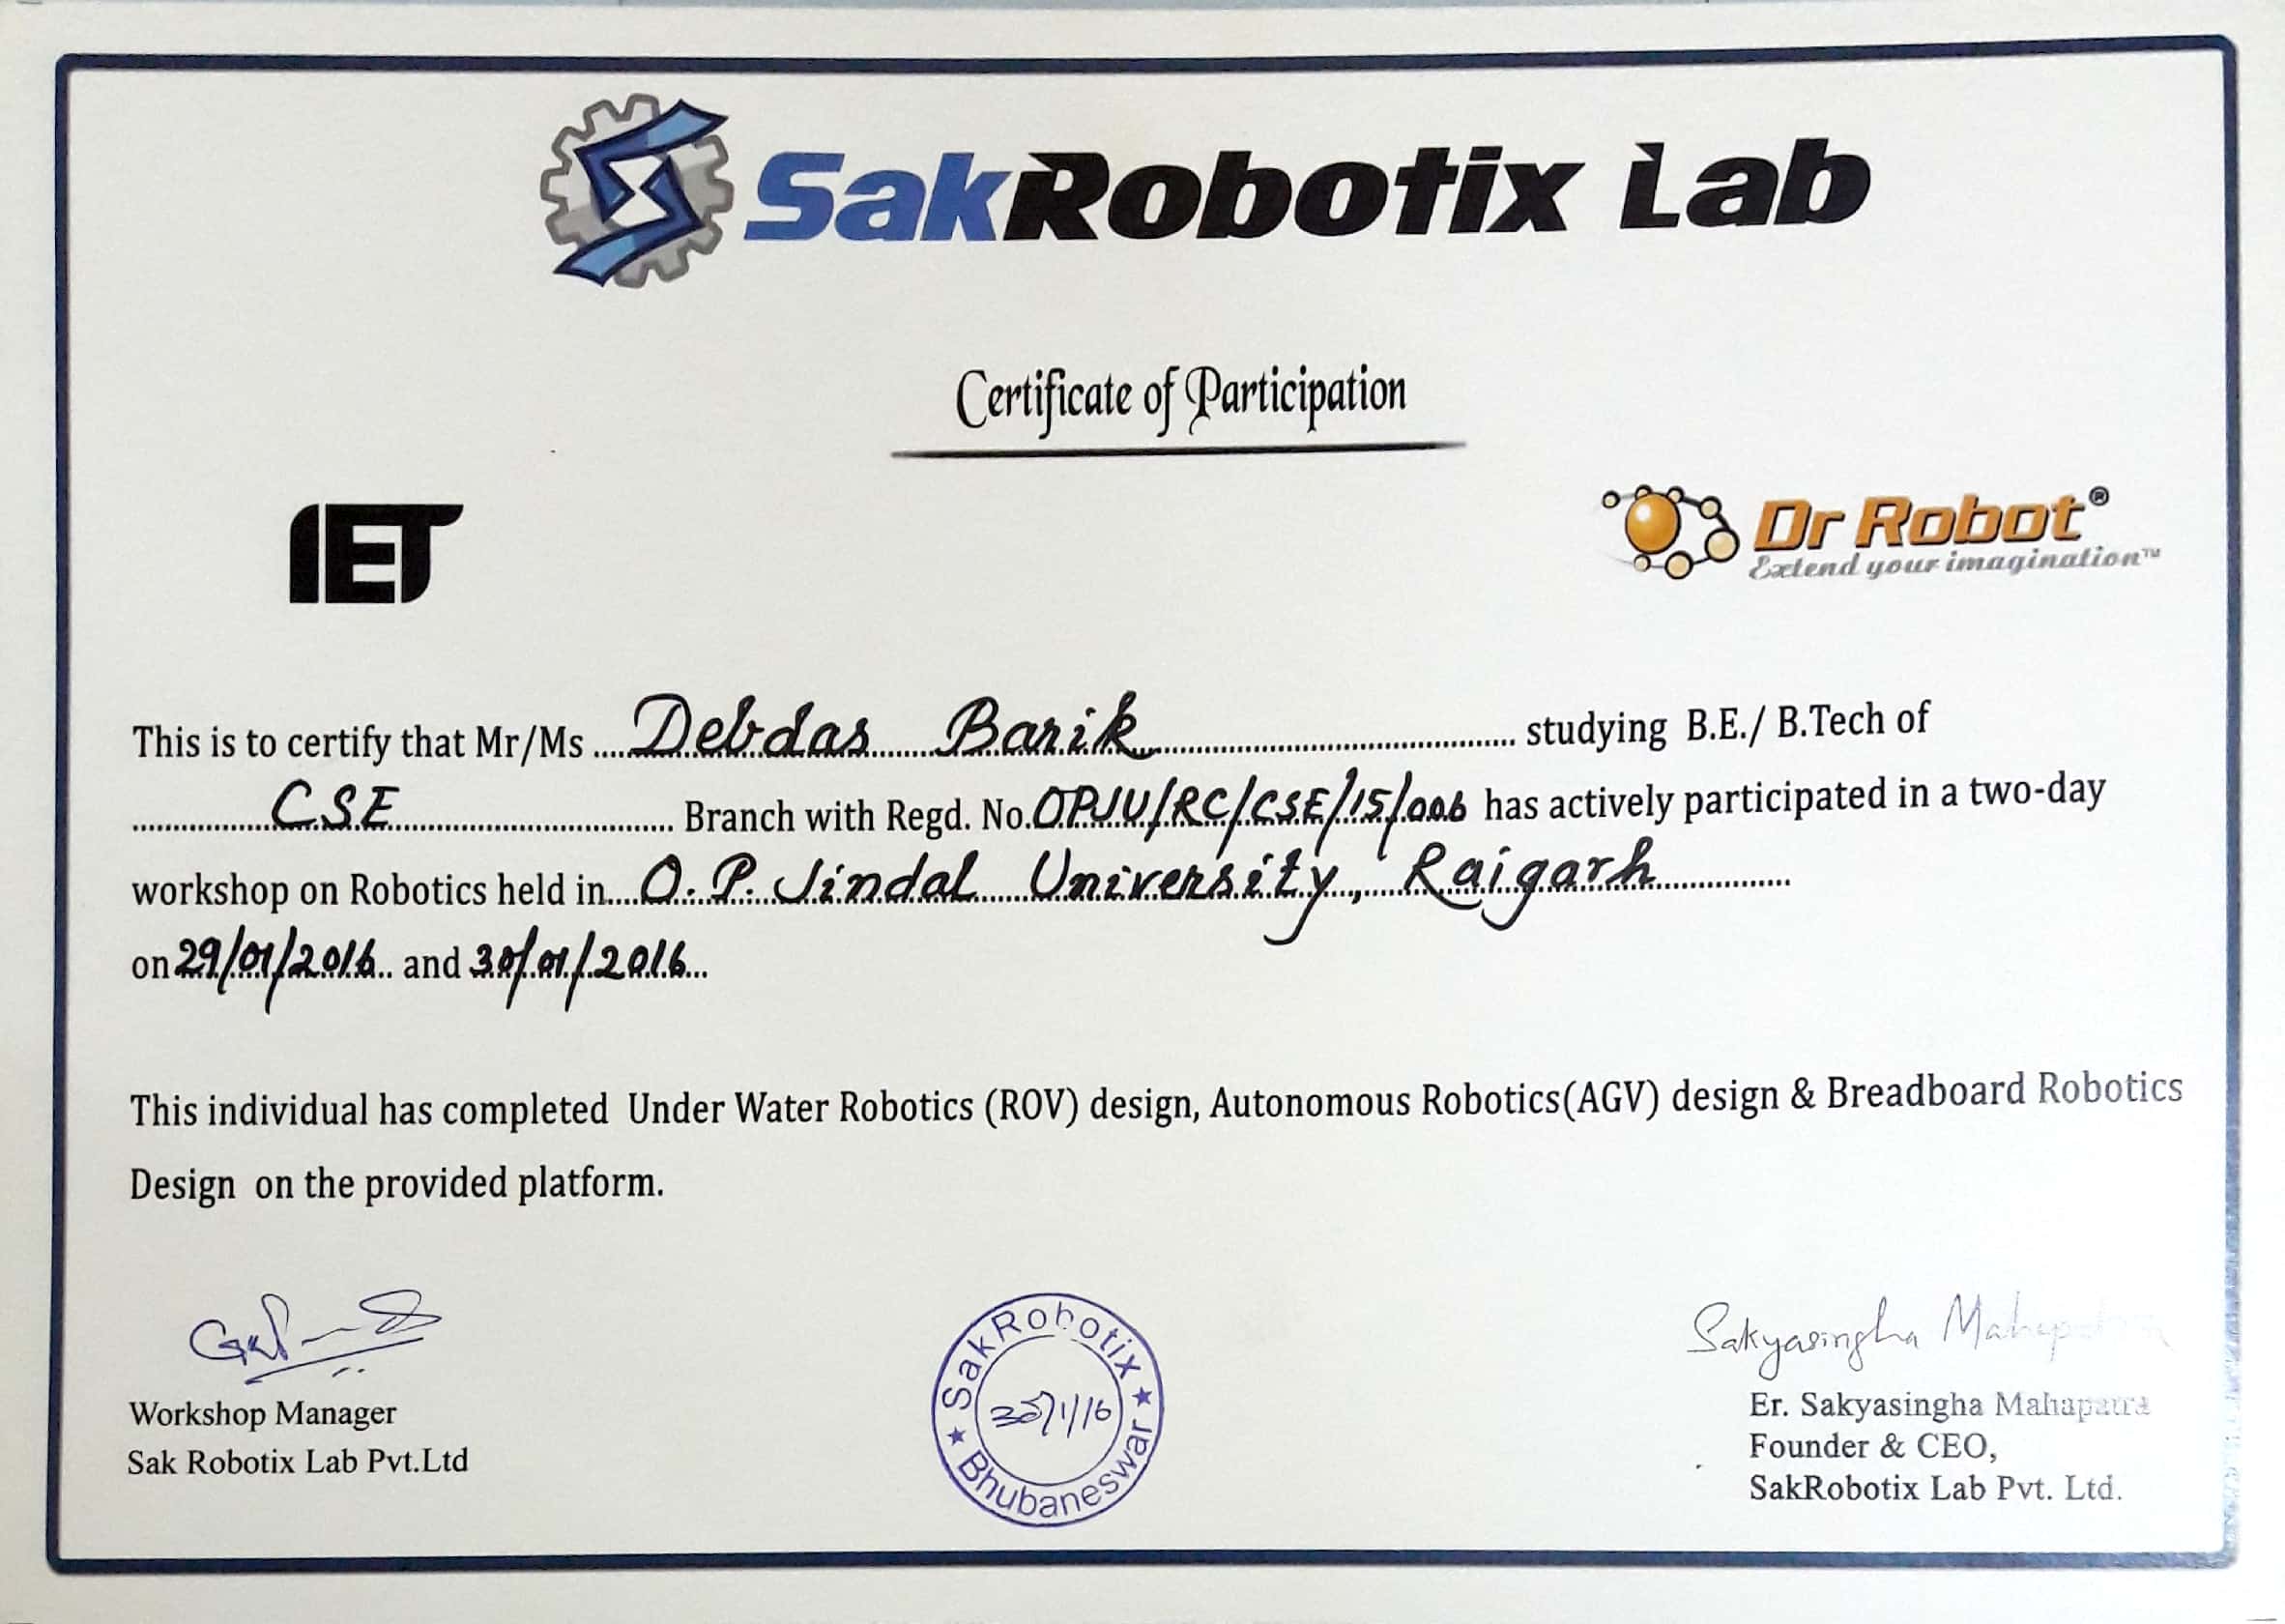 SakRobotix Lab
Certificate of Participation
IET
Dr Robot®
Extend your imagination™
This is to certify that Mr/Ms Debdas Barik studying B.E./ B.Tech of
CSE Branch with Regd. No. OPJU/RC/CSE/15/006 has actively participated in a two-day
workshop on Robotics held in O.P. Jindal University, Raigarh
on 29/01/2016 and 30/01/2016
This individual has completed Under Water Robotics (ROV) design, Autonomous Robotics(AGV) design & Breadboard Robotics
Design on the provided platform.
Workshop Manager
Sak Robotix Lab Pvt.Ltd
SakRobotix
30/1/16
Bhubaneswar
Sakyasingha Mahapatra
Er. Sakyasingha Mahapatra
Founder & CEO,
SakRobotix Lab Pvt. Ltd.